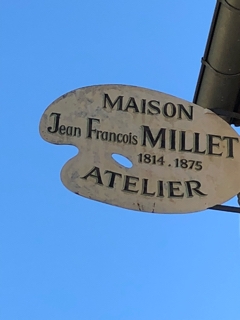 MAISON
Jean Francois MILLET
1814.1875
ATELIER